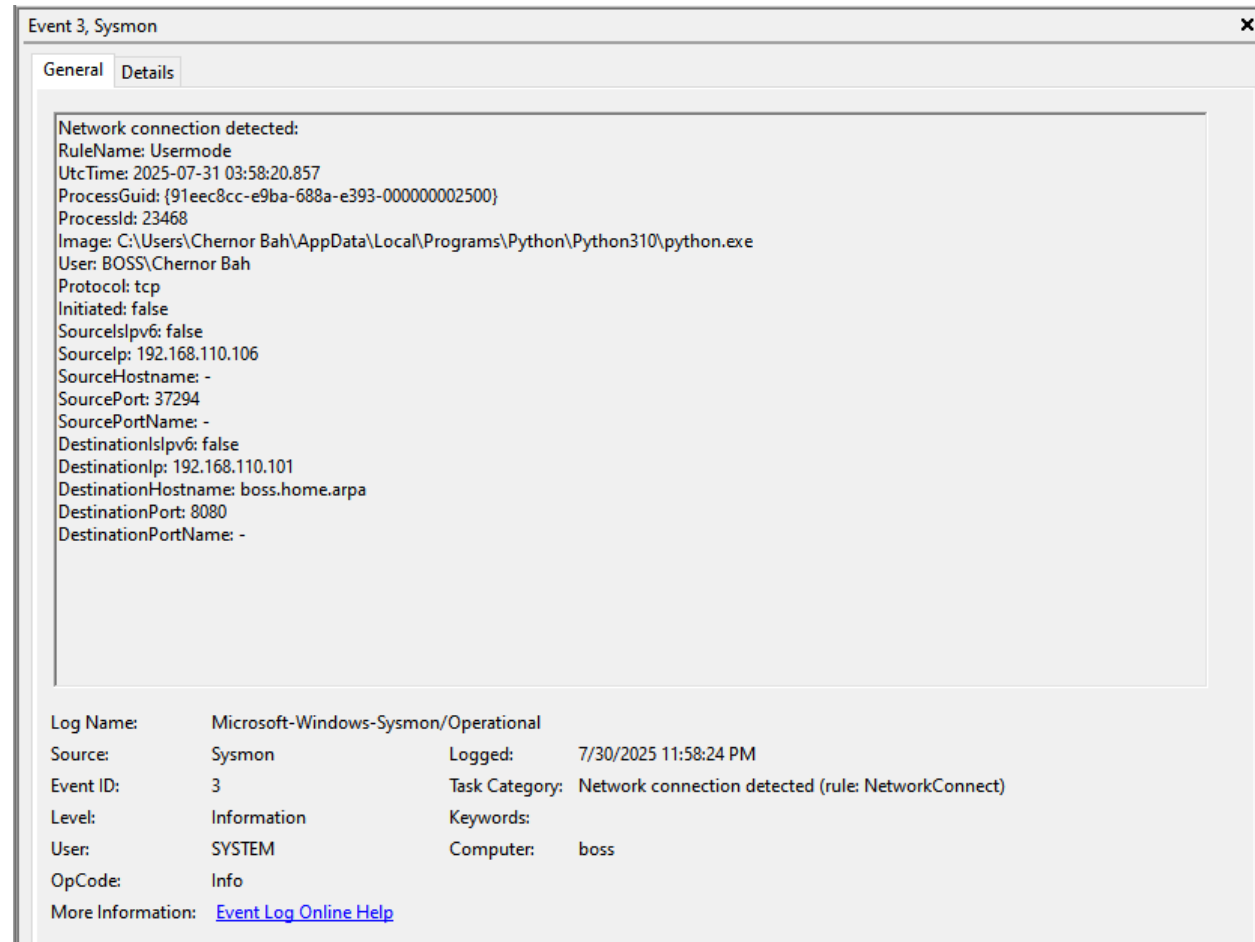 Event 3, Sysmon
General Details
Network connection detected:
RuleName: Usermode
UtcTime: 2025-07-31 03:58:20.857
ProcessGuid: {91eec8cc-e9ba-688a-e393-000000002500}
ProcessId: 23468
Image: C:\Users\Chernor Bah\AppData\Local\Programs\Python\Python310\python.exe
User: BOSS\Chernor Bah
Protocol: tcp
Initiated: false
SourceIsIpv6: false
SourceIp: 192.168.110.106
SourceHostname: -
SourcePort: 37294
SourcePortName: -
DestinationIsIpv6: false
DestinationIp: 192.168.110.101
DestinationHostname: boss.home.arpa
DestinationPort: 8080
DestinationPortName: -
Log Name: Microsoft-Windows-Sysmon/Operational
Source: Sysmon Logged: 7/30/2025 11:58:24 PM
Event ID: 3 Task Category: Network connection detected (rule: NetworkConnect)
Level: Information Keywords:
User: SYSTEM Computer: boss
OpCode: Info
More Information: Event Log Online Help